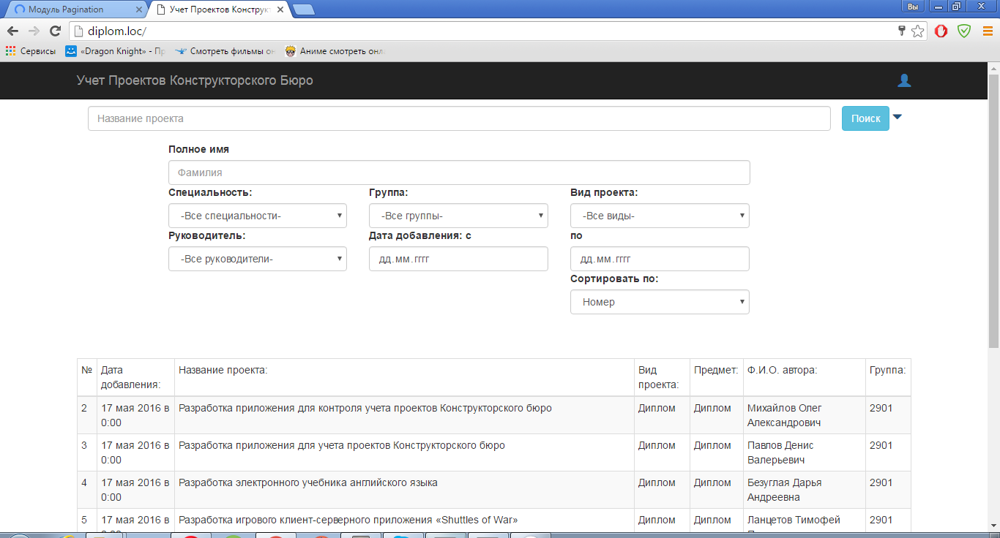 Модуль Pagination
Учет Проектов Конструкт
Вы
diplom.loc/
Сервисы «Dragon Knight» - Пр Смотреть фильмы он Аниме смотреть онл
Учет Проектов Конструкторского Бюро
Название проекта Поиск
Полное имя
Фамилия
Специальность: Группа: Вид проекта:
-Все специальности- -Все группы- -Все виды-
Руководитель: Дата добавления: с по
-Все руководители- дд.мм.гггг дд.мм.гггг
Сортировать по:
Номер
№ Дата Название проекта: Вид Предмет: Ф.И.О. автора: Группа:
добавления: проекта:
2 17 мая 2016 в Разработка приложения для контроля учета проектов Конструкторского бюро Диплом Диплом Михайлов Олег 2901
0:00 Александрович
3 17 мая 2016 в Разработка приложения для учета проектов Конструкторского бюро Диплом Диплом Павлов Денис 2901
0:00 Валерьевич
4 17 мая 2016 в Разработка электронного учебника английского языка Диплом Диплом Безуглая Дарья 2901
0:00 Андреевна
5 17 мая 2016 в Разработка игрового клиент-серверного приложения «Shuttles of War» Диплом Диплом Ланцетов Тимофей 2901